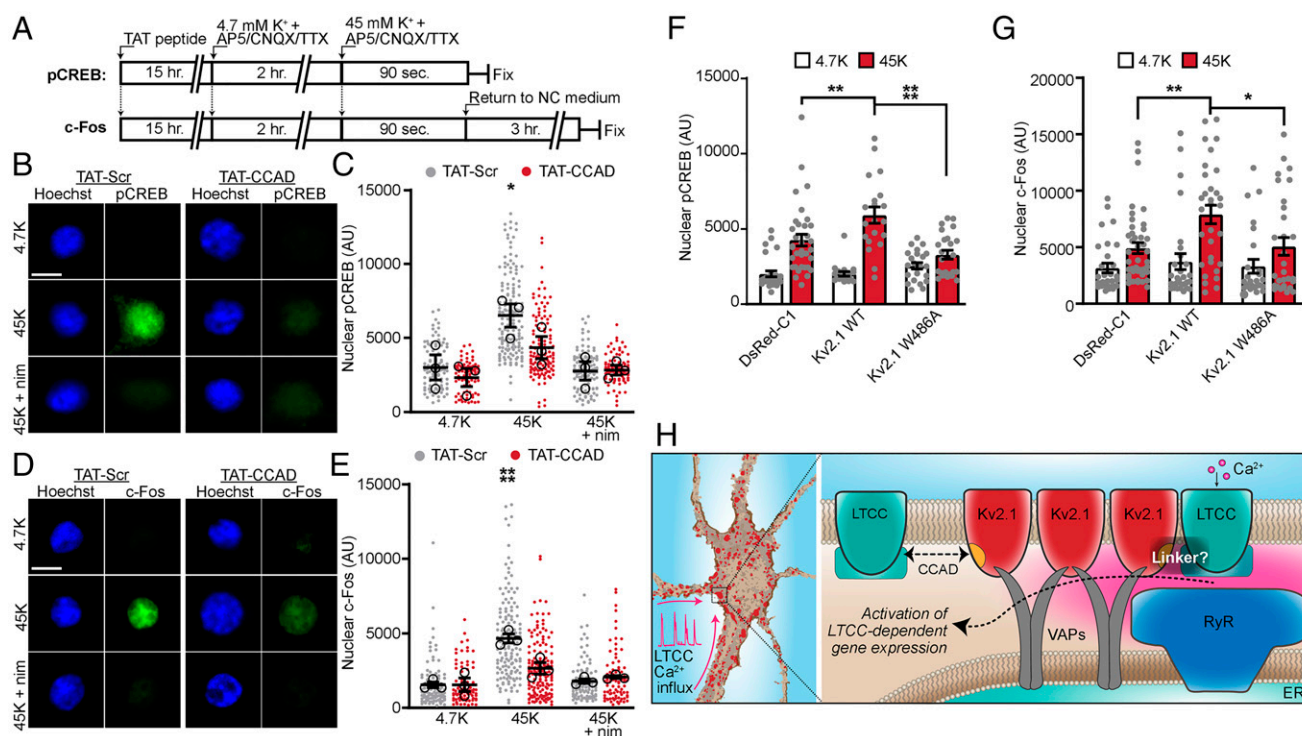 A
TAT peptide
4.7 mM K⁺ +
AP5/CNQX/TTX
45 mM K⁺ +
AP5/CNQX/TTX
pCREB:
15 hr.
2 hr.
90 sec.
Fix
Return to NC medium
c-Fos
15 hr.
2 hr.
90 sec.
3 hr.
Fix
B
TAT-Scr
TAT-CCAD
Hoechst
pCREB
Hoechst
pCREB
4.7K
45K
45K + nim
C
TAT-Scr
TAT-CCAD
Nuclear pCREB (AU)
15000
10000
5000
0
*
4.7K
45K
45K
+ nim
D
TAT-Scr
TAT-CCAD
Hoechst
c-Fos
Hoechst
c-Fos
4.7K
45K
45K + nim
E
TAT-Scr
TAT-CCAD
Nuclear c-Fos (AU)
15000
10000
5000
0
**
**
4.7K
45K
45K
+ nim
F
4.7K
45K
Nuclear pCREB (AU)
15000
10000
5000
0
**
**
**
DsRed-C1
Kv2.1 WT
Kv2.1 W486A
G
4.7K
45K
Nuclear c-Fos (AU)
20000
15000
10000
5000
0
**
*
DsRed-C1
Kv2.1 WT
Kv2.1 W486A
H
LTCC
Ca²⁺
influx
LTCC
Kv2.1
Kv2.1
Kv2.1
LTCC
Ca²⁺
CCAD
Linker?
Activation of
LTCC-dependent
gene expression
VAPs
RyR
ER